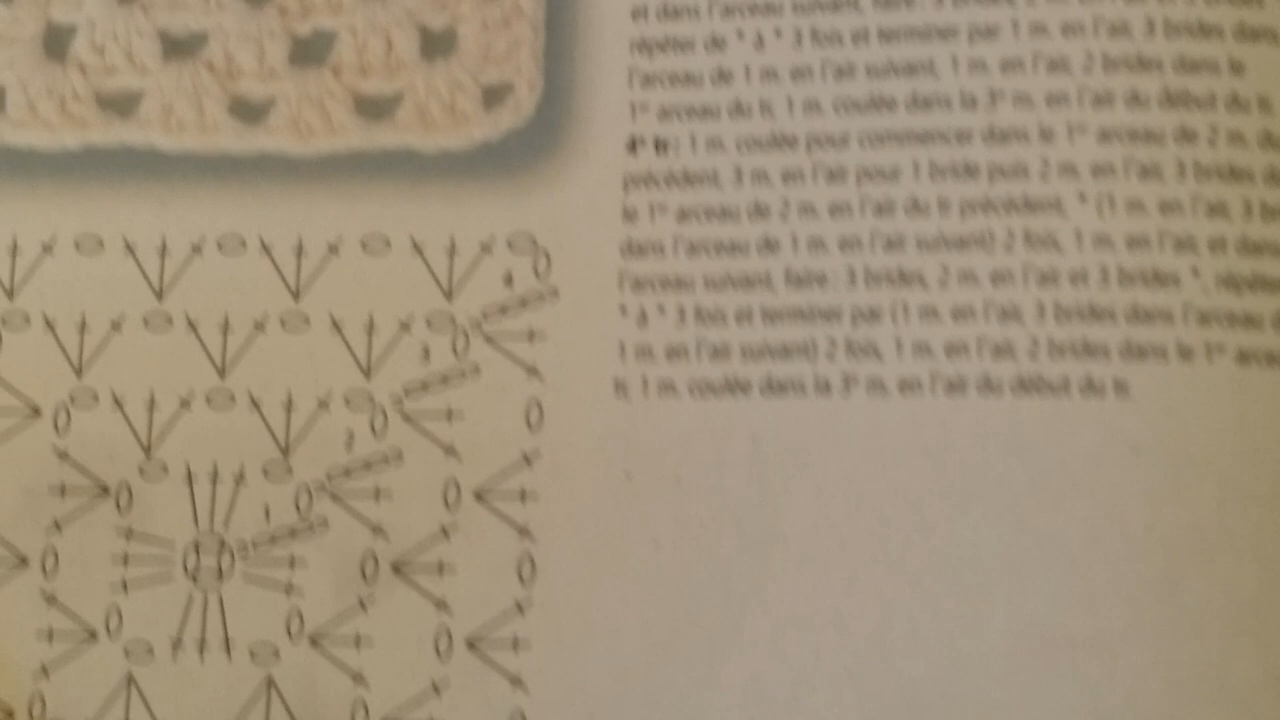 et dans l'arceau suivant, faire : 3 brides, 2 m. en l'air et 3 brides
répéter de * à * 3 fois et terminer par 1 m. en l'air, 3 brides dans
l'arceau de 1 m. en l'air suivant, 1 m. en l'air, 2 brides dans le
1er arceau du tr, 1 m. coulée dans la 3e m. en l'air du début du tr.
4e tr : 1 m. coulée pour commencer dans le 1er arceau de 2 m. du
précédent, 3 m. en l'air pour 1 bride puis 2 m. en l'air, 3 brides
le 1er arceau de 2 m. en l'air du tr précédent, * (1 m. en l'air, 3
dans l'arceau de 1 m. en l'air suivant) 2 fois, 1 m. en l'air, et dans
l'arceau suivant, faire : 3 brides, 2 m. en l'air et 3 brides *, répéter
* à * 3 fois et terminer par (1 m. en l'air, 3 brides dans l'arceau
1 m. en l'air suivant) 2 fois, 1 m. en l'air, 2 brides dans le 1er
tr, 1 m. coulée dans la 3e m. en l'air du début du tr.
4
3
2
1